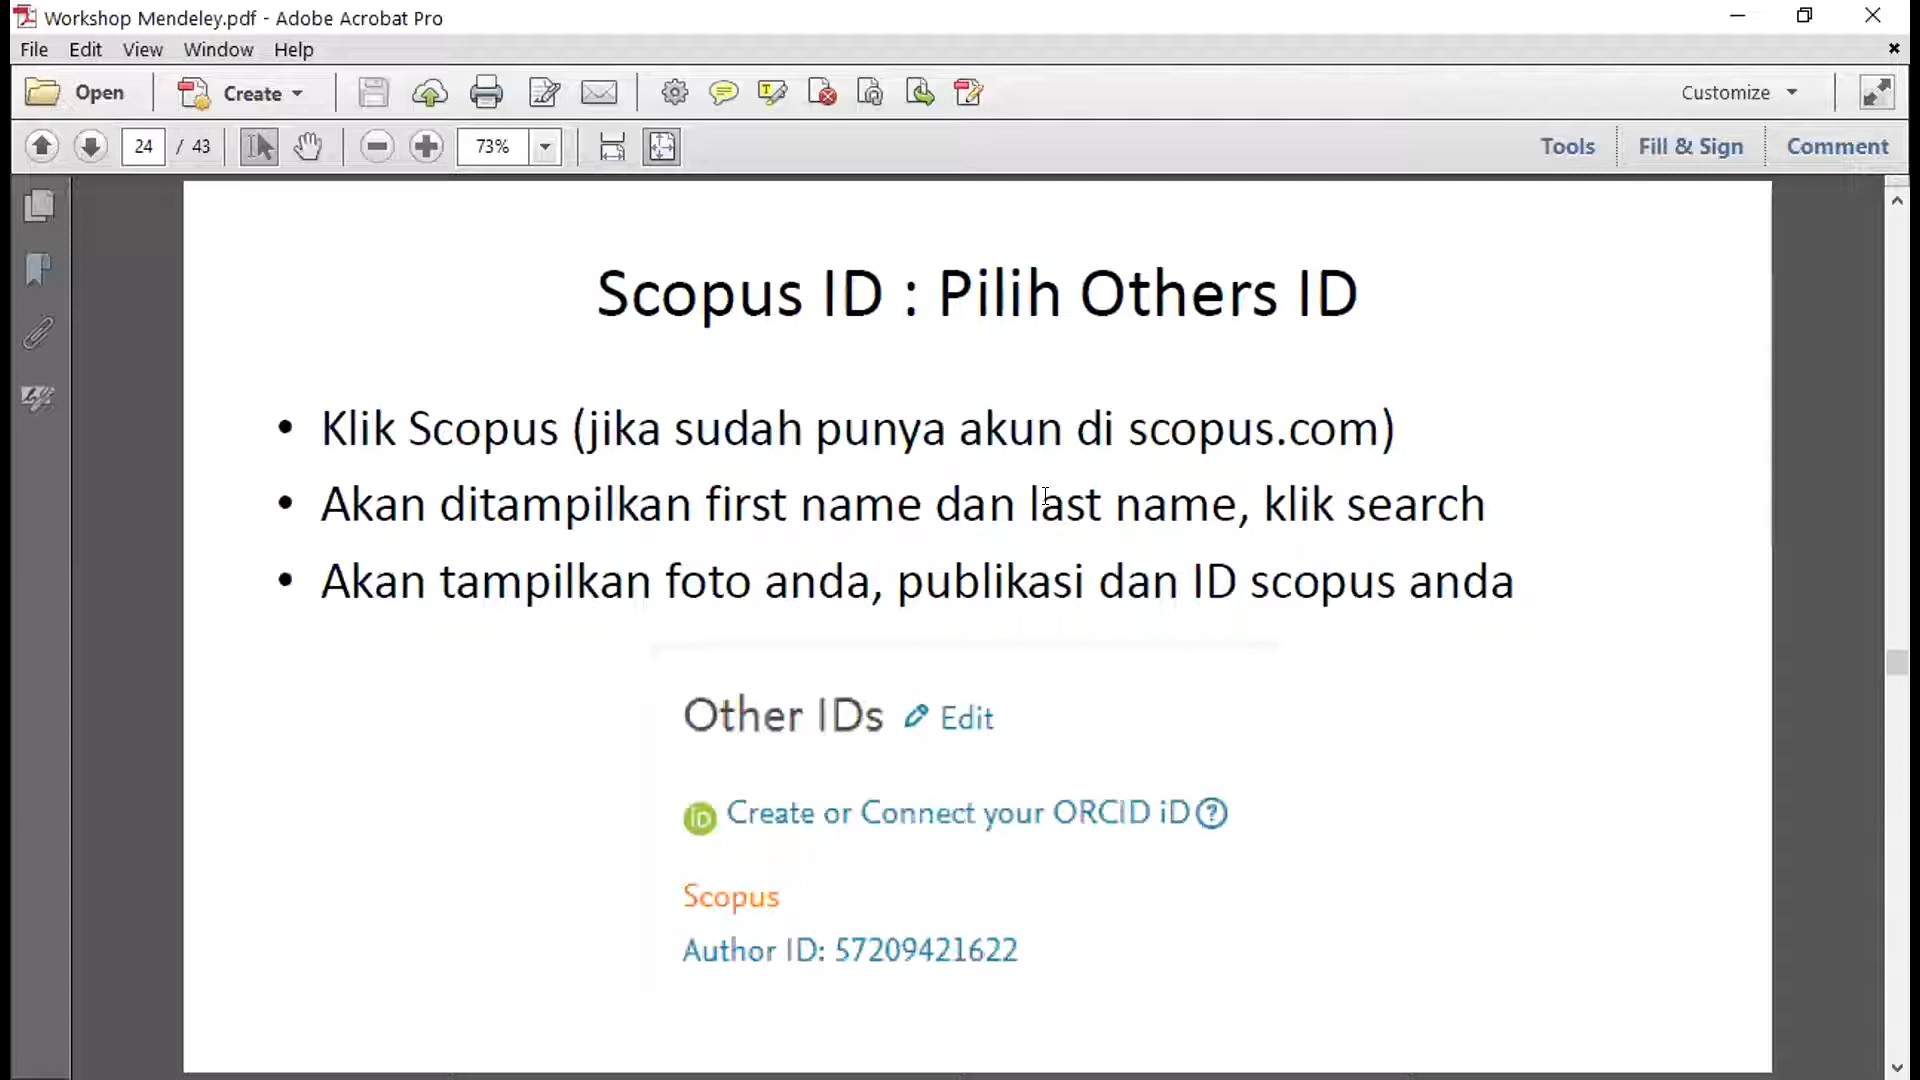 Workshop Mendeley.pdf - Adobe Acrobat Pro
File Edit View Window Help
Open Create Customize
24 / 43 73% Tools Fill & Sign Comment
Scopus ID : Pilih Others ID
• Klik Scopus (jika sudah punya akun di scopus.com)
• Akan ditampilkan first name dan last name, klik search
• Akan tampilkan foto anda, publikasi dan ID scopus anda
Other IDs Edit
iD Create or Connect your ORCID iD ?
Scopus
Author ID: 57209421622